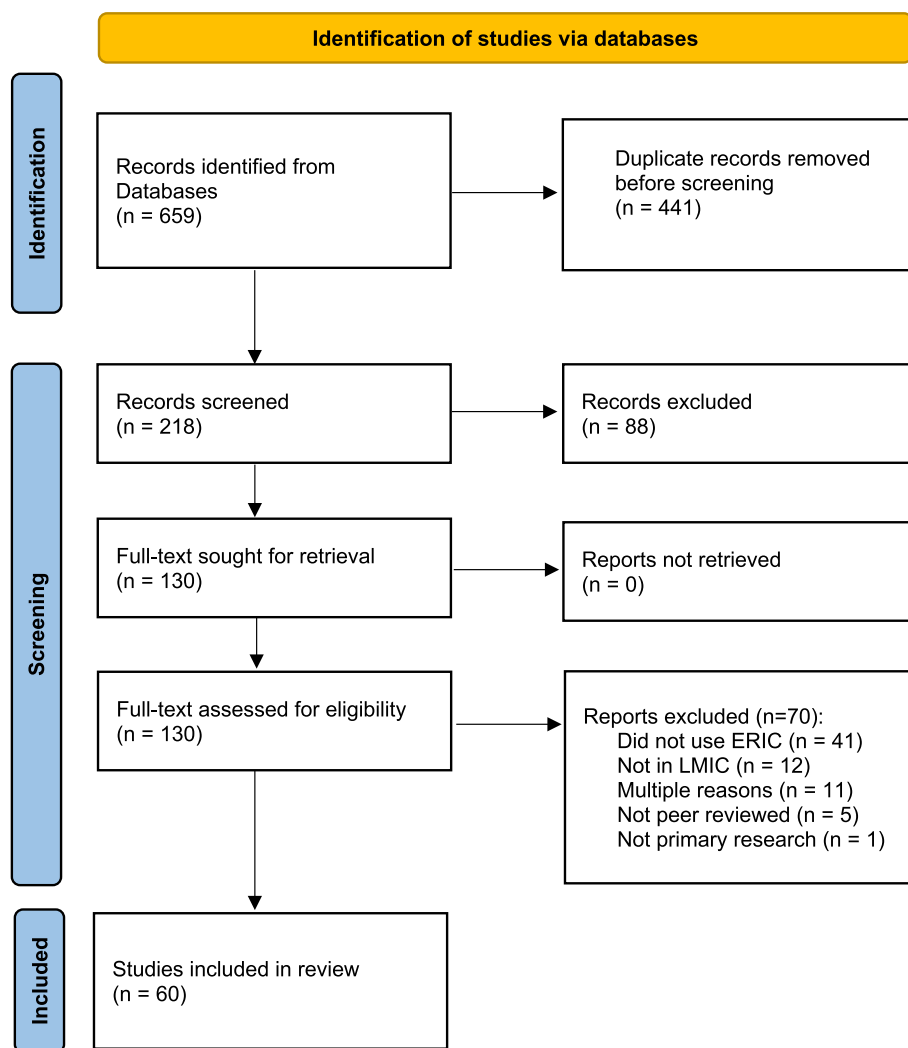 Identification of studies via databases
Identification
Records identified from
Databases
(n = 659)
Duplicate records removed
before screening
(n = 441)
Screening
Records screened
(n = 218)
Records excluded
(n = 88)
Full-text sought for retrieval
(n = 130)
Reports not retrieved
(n = 0)
Full-text assessed for eligibility
(n = 130)
Reports excluded (n=70):
Did not use ERIC (n = 41)
Not in LMIC (n = 12)
Multiple reasons (n = 11)
Not peer reviewed (n = 5)
Not primary research (n = 1)
Included
Studies included in review
(n = 60)